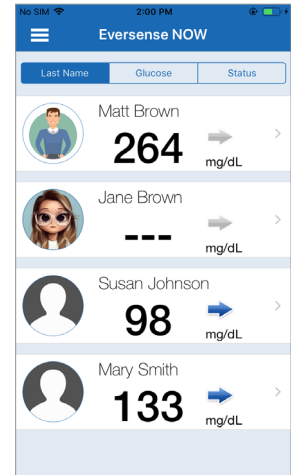 No SIM 2:00 PM
Eversense NOW
Last Name Glucose Status
Matt Brown
264
mg/dL
Jane Brown
---
mg/dL
Susan Johnson
98
mg/dL
Mary Smith
133
mg/dL